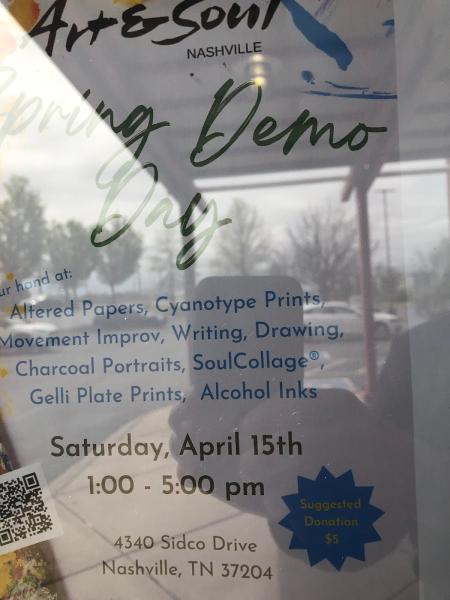 Art & Soul
NASHVILLE
Spring Demo
Day
ur hand at:
Altered Papers, Cyanotype Prints,
Movement Improv, Writing, Drawing,
Charcoal Portraits, SoulCollage®,
Gelli Plate Prints, Alcohol Inks
Saturday, April 15th
1:00 - 5:00 pm
Suggested
Donation
$5
4340 Sidco Drive
Nashville, TN 37204